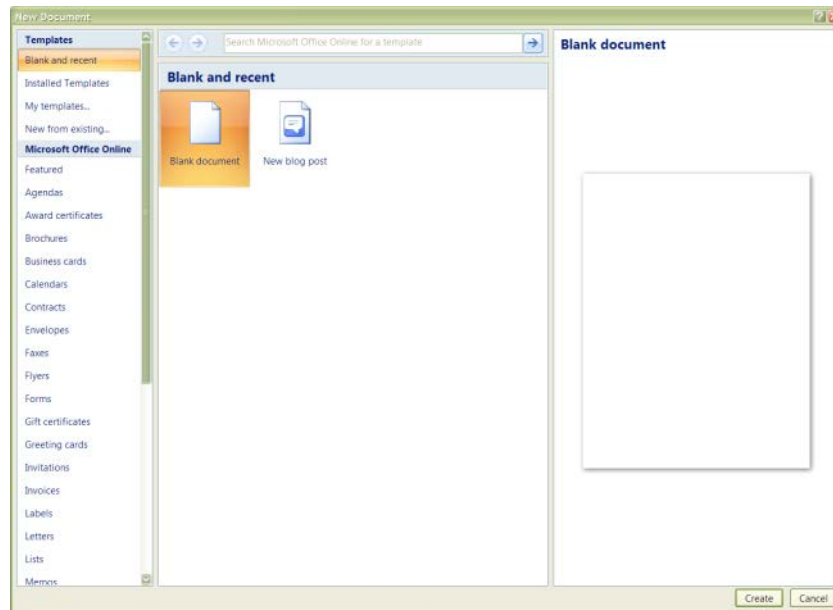 New Document
Templates
Blank and recent
Installed Templates
My templates...
New from existing...
Microsoft Office Online
Featured
Agendas
Award certificates
Brochures
Business cards
Calendars
Contracts
Envelopes
Faxes
Flyers
Forms
Gift certificates
Greeting cards
Invitations
Invoices
Labels
Letters
Lists
Memos
Search Microsoft Office Online for a template
Blank and recent
Blank document
New blog post
Blank document
Create
Cancel